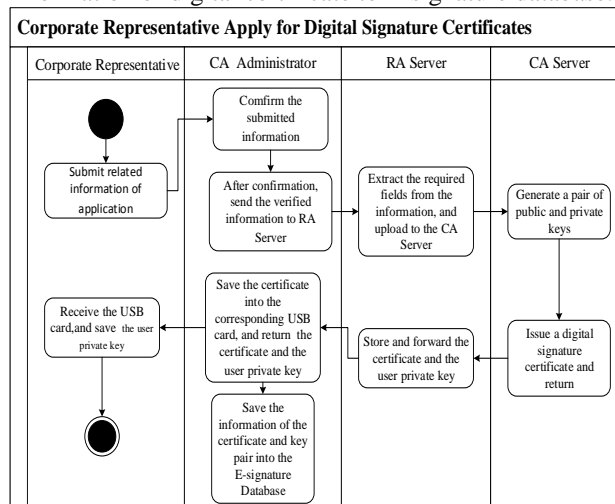 Corporate Representative Apply for Digital Signature Certificates
Corporate Representative
CA Administrator
RA Server
CA Server
Submit related
information of
application
Comfirm the
submitted
information
After confirmation,
send the verified
information to RA
Server
Extract the required
fields from the
information, and
upload to the CA
Server
Generate a pair of
public and private
keys
Issue a digital
signature
certificate and
return
Store and forward the
certificate and the
user private key
Save the certificate
into the
corresponding USB
card, and return the
certificate and the
user private key
Receive the USB
card,and save the user
private key
Save the
information of the
certificate and key
pair into the
E-signature
Database